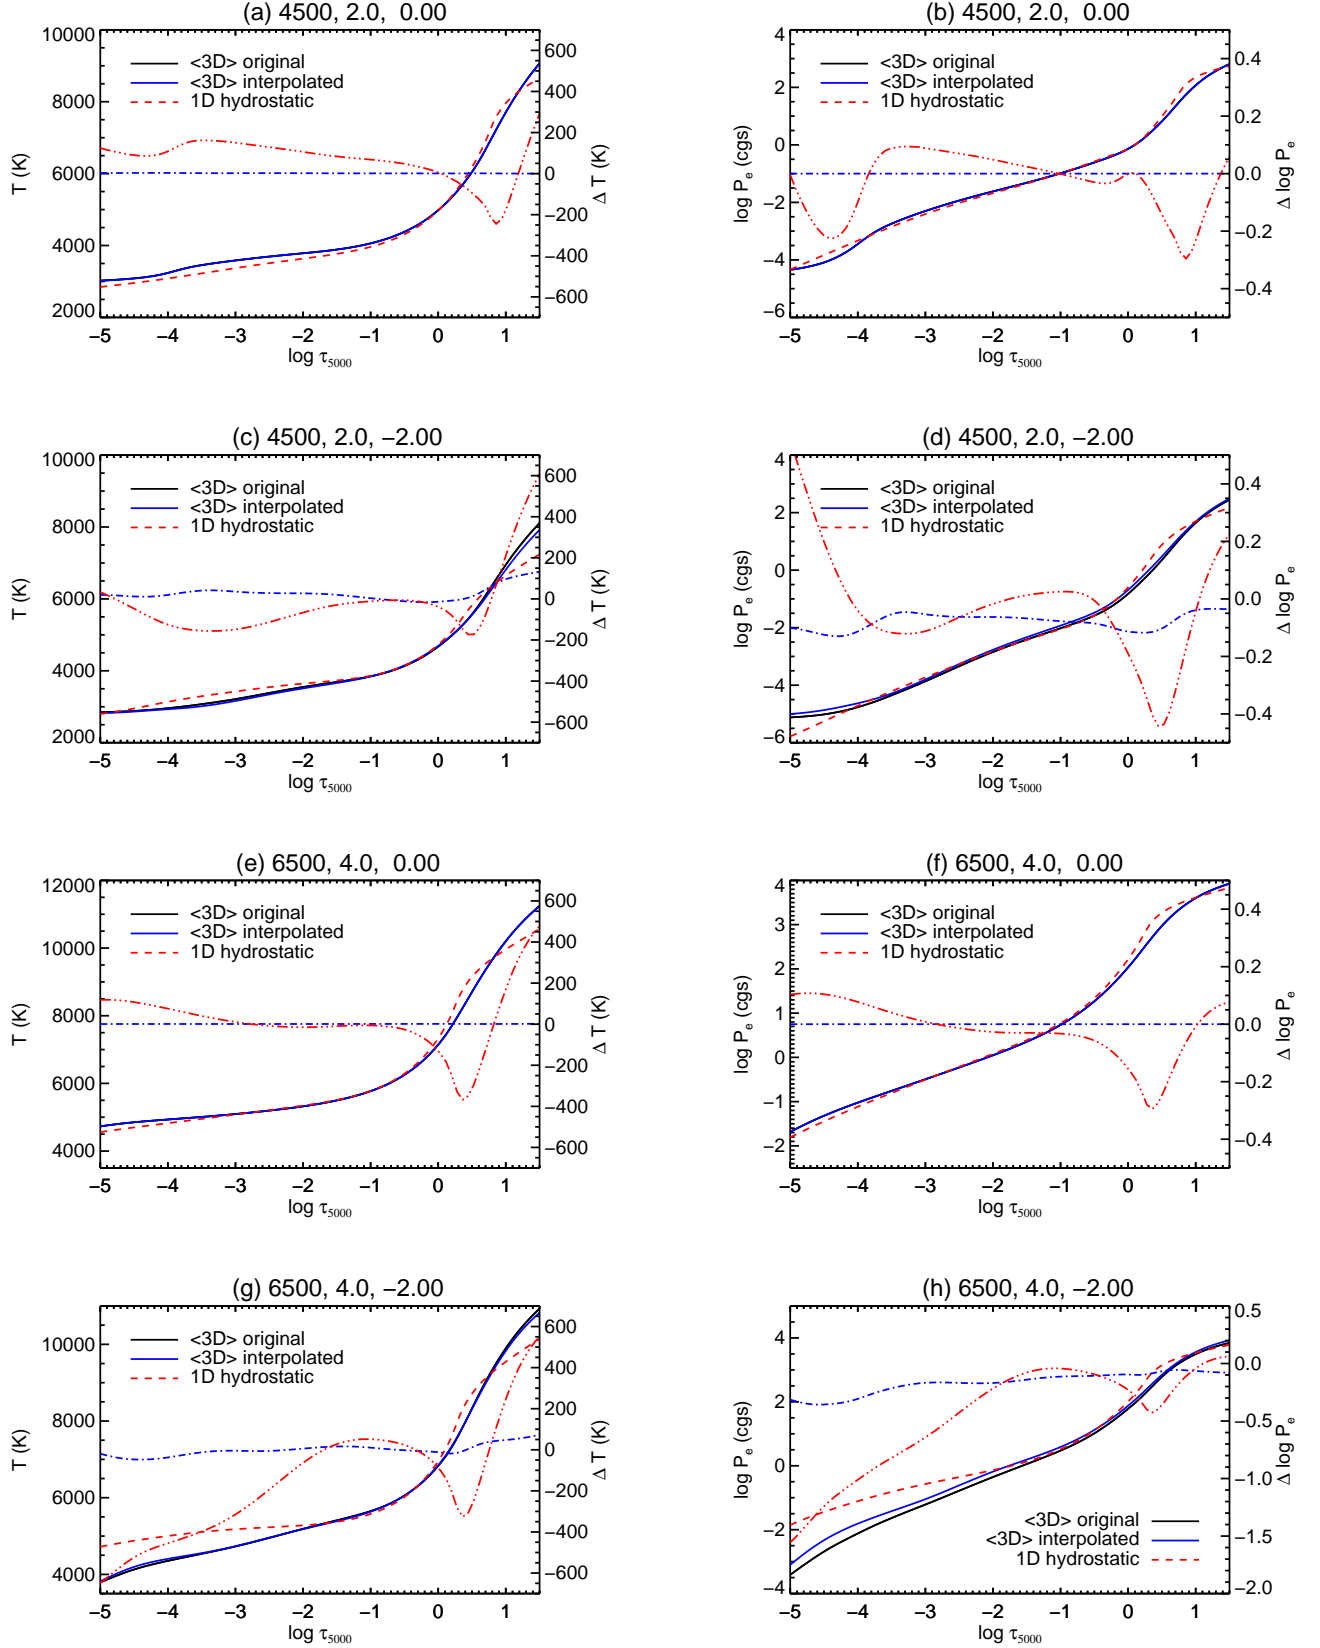 (a) 4500, 2.0, 0.00
10000
8000
6000
4000
2000
T (K)
<3D> original
<3D> interpolated
1D hydrostatic
600
400
200
0
−200
−400
−600
Δ T (K)
−5 −4 −3 −2 −1 0 1
log τ5000
(b) 4500, 2.0, 0.00
4
2
0
−2
−4
−6
log Pe (cgs)
<3D> original
<3D> interpolated
1D hydrostatic
0.4
0.2
0.0
−0.2
−0.4
Δ log Pe
−5 −4 −3 −2 −1 0 1
log τ5000
(c) 4500, 2.0, −2.00
10000
8000
6000
4000
2000
T (K)
<3D> original
<3D> interpolated
1D hydrostatic
600
400
200
0
−200
−400
−600
Δ T (K)
−5 −4 −3 −2 −1 0 1
log τ5000
(d) 4500, 2.0, −2.00
4
2
0
−2
−4
−6
log Pe (cgs)
<3D> original
<3D> interpolated
1D hydrostatic
0.4
0.2
0.0
−0.2
−0.4
Δ log Pe
−5 −4 −3 −2 −1 0 1
log τ5000
(e) 6500, 4.0, 0.00
12000
10000
8000
6000
4000
T (K)
<3D> original
<3D> interpolated
1D hydrostatic
600
400
200
0
−200
−400
−600
Δ T (K)
−5 −4 −3 −2 −1 0 1
log τ5000
(f) 6500, 4.0, 0.00
4
3
2
1
0
−1
−2
log Pe (cgs)
<3D> original
<3D> interpolated
1D hydrostatic
0.4
0.2
0.0
−0.2
−0.4
Δ log Pe
−5 −4 −3 −2 −1 0 1
log τ5000
(g) 6500, 4.0, −2.00
10000
8000
6000
4000
T (K)
<3D> original
<3D> interpolated
1D hydrostatic
600
400
200
0
−200
−400
−600
Δ T (K)
−5 −4 −3 −2 −1 0 1
log τ5000
(h) 6500, 4.0, −2.00
4
2
0
−2
−4
log Pe (cgs)
<3D> original
<3D> interpolated
1D hydrostatic
0.5
0.0
−0.5
−1.0
−1.5
−2.0
Δ log Pe
−5 −4 −3 −2 −1 0 1
log τ5000